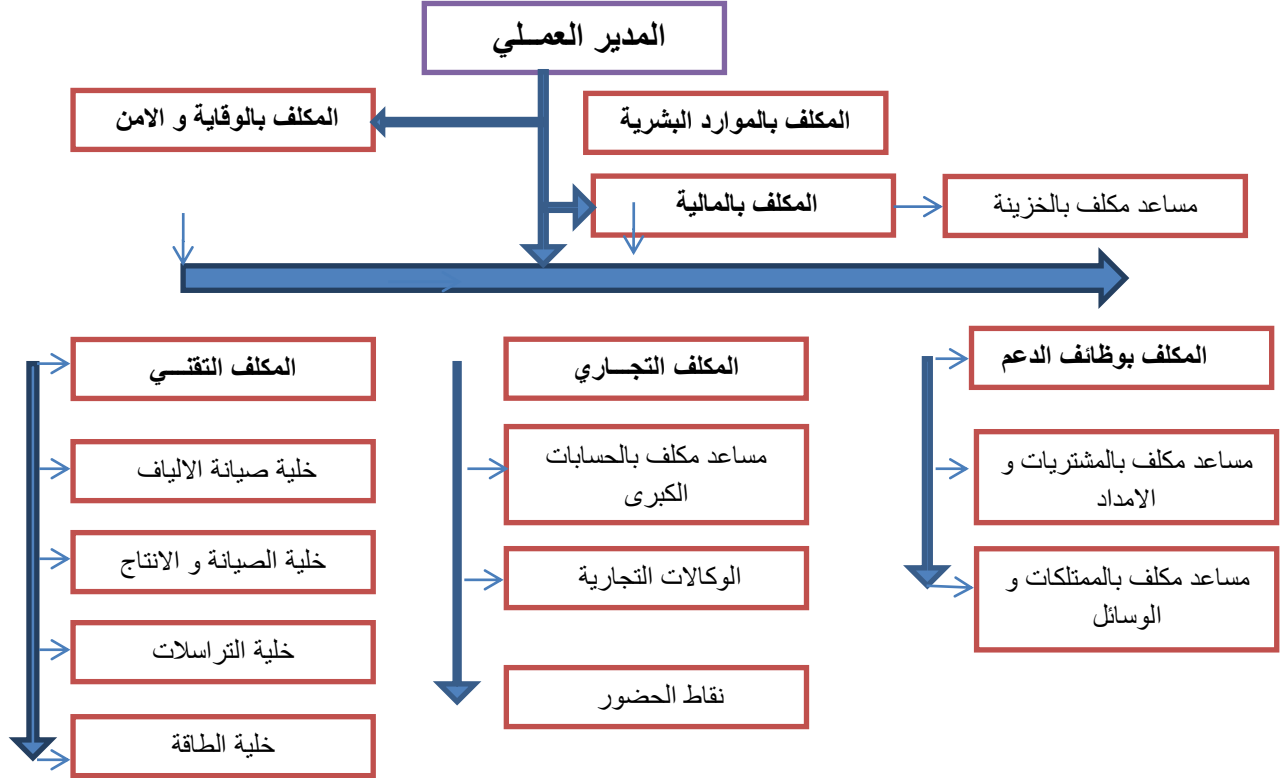 المدير العمـــلي
المكلف بالموارد البشرية
المكلف بالوقاية و الامن
المكلف بالمالية
مساعد مكلف بالخزينة
المكلف بوظائف الدعم
مساعد مكلف بالمشتريات و
الامداد
مساعد مكلف بالممتلكات و
الوسائل
المكلف التجـــاري
مساعد مكلف بالحسابات
الكبرى
الوكالات التجارية
نقاط الحضور
المكلف التقنـــي
خلية صيانة الالياف
خلية الصيانة و الانتاج
خلية التراسلات
خلية الطاقة